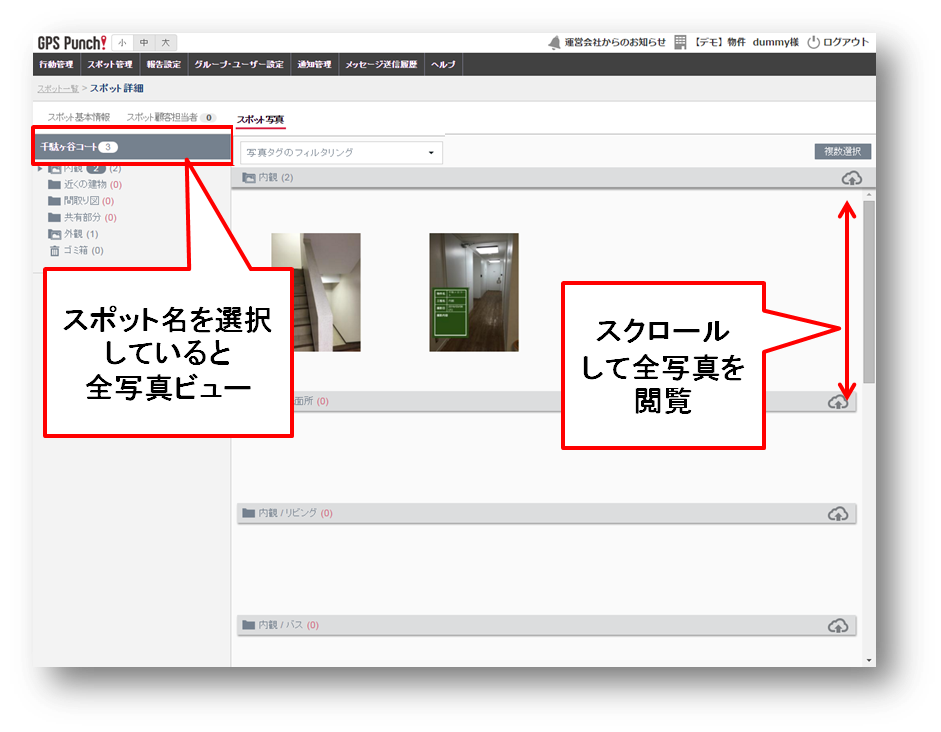 GPS Punch! 小 中 大 運営会社からのお知らせ 【デモ】物件 dummy様 ログアウト
行動管理 スポット管理 報告設定 グループ・ユーザー設定 通知管理 メッセージ送信履歴 ヘルプ
スポット一覧 > スポット詳細
スポット基本情報 スポット顧客担当者 0 スポット写真
千駄ヶ谷コート 3
写真タグのフィルタリング 複数選択
内観 2 (2)
近くの建物 (0)
間取り図 (0)
共有部分 (0)
外観 (1)
ゴミ箱 (0)
内観 (2)
スポット名を選択
していると
全写真ビュー
スクロール
して全写真を
閲覧
面所 (0)
内観 / リビング (0)
内観 / バス (0)